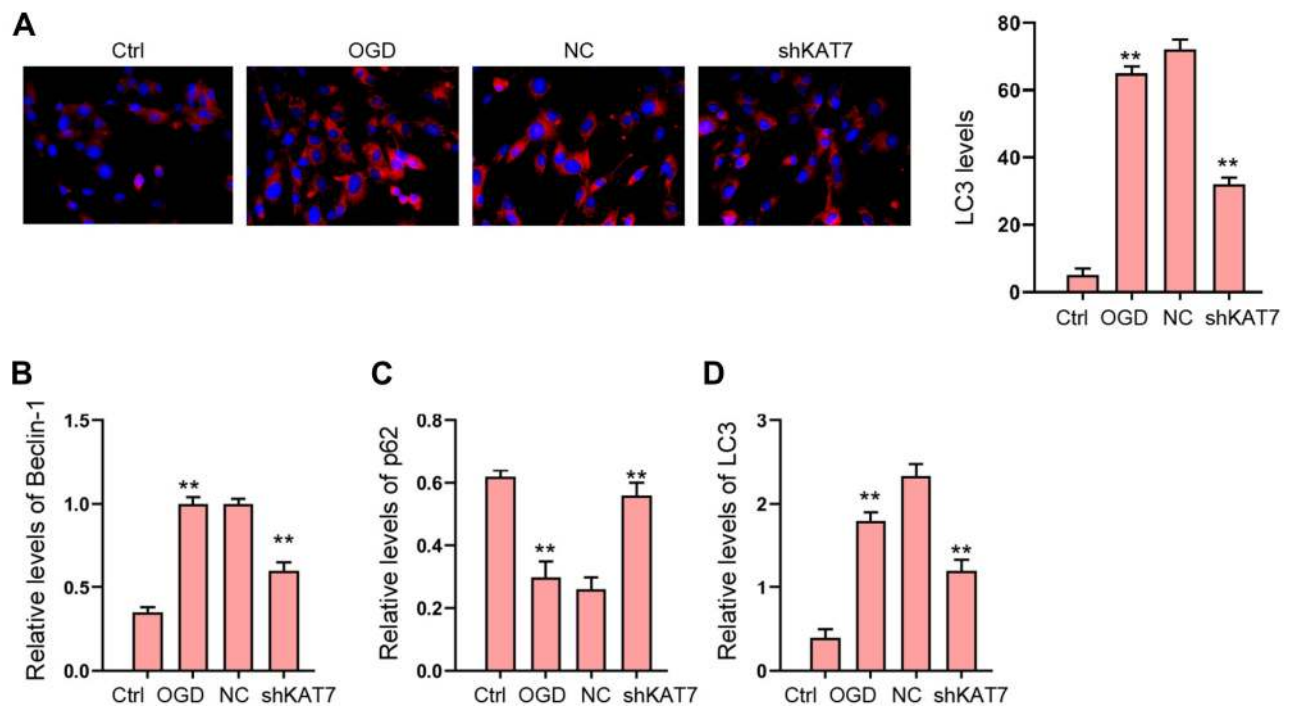 A
Ctrl OGD NC shKAT7
LC3 levels
80
60
40
20
0
** **
Ctrl OGD NC shKAT7
B
Relative levels of Beclin-1
1.5
1.0
0.5
0.0
** **
Ctrl OGD NC shKAT7
C
Relative levels of p62
0.8
0.6
0.4
0.2
0.0
** **
Ctrl OGD NC shKAT7
D
Relative levels of LC3
3
2
1
0
** **
Ctrl OGD NC shKAT7